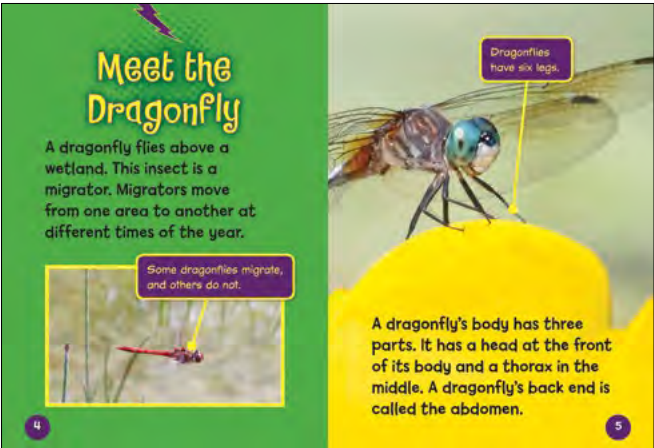 Meet the
Dragonfly
A dragonfly flies above a
wetland. This insect is a
migrator. Migrators move
from one area to another at
different times of the year.
Some dragonflies migrate,
and others do not.
4
Dragonflies
have six legs.
A dragonfly's body has three
parts. It has a head at the front
of its body and a thorax in the
middle. A dragonfly's back end is
called the abdomen.
5